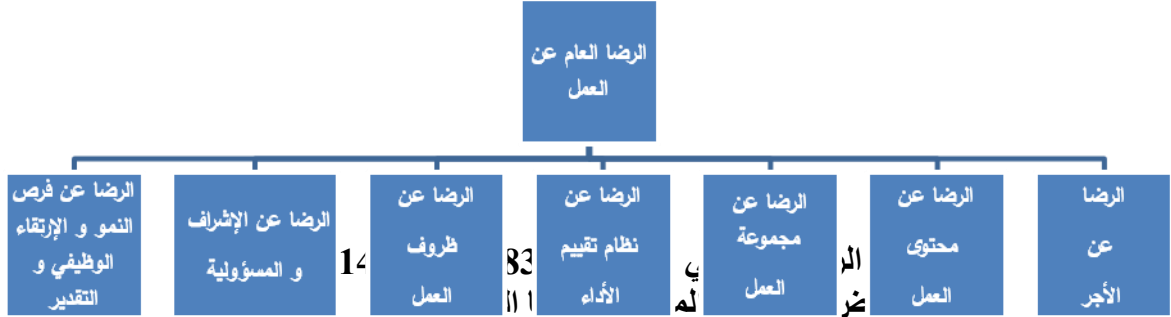 الرضا العام عن
العمل
الرضا
عن
الأجر
الرضا عن
محتوى
العمل
الرضا عن
مجموعة
العمل
الرضا عن
نظام تقييم
الأداء
الرضا عن
ظروف
العمل
الرضا عن الإشراف
و المسؤولية
الرضا عن فرص
النمو و الإرتقاء
الوظيفي و
التقدير